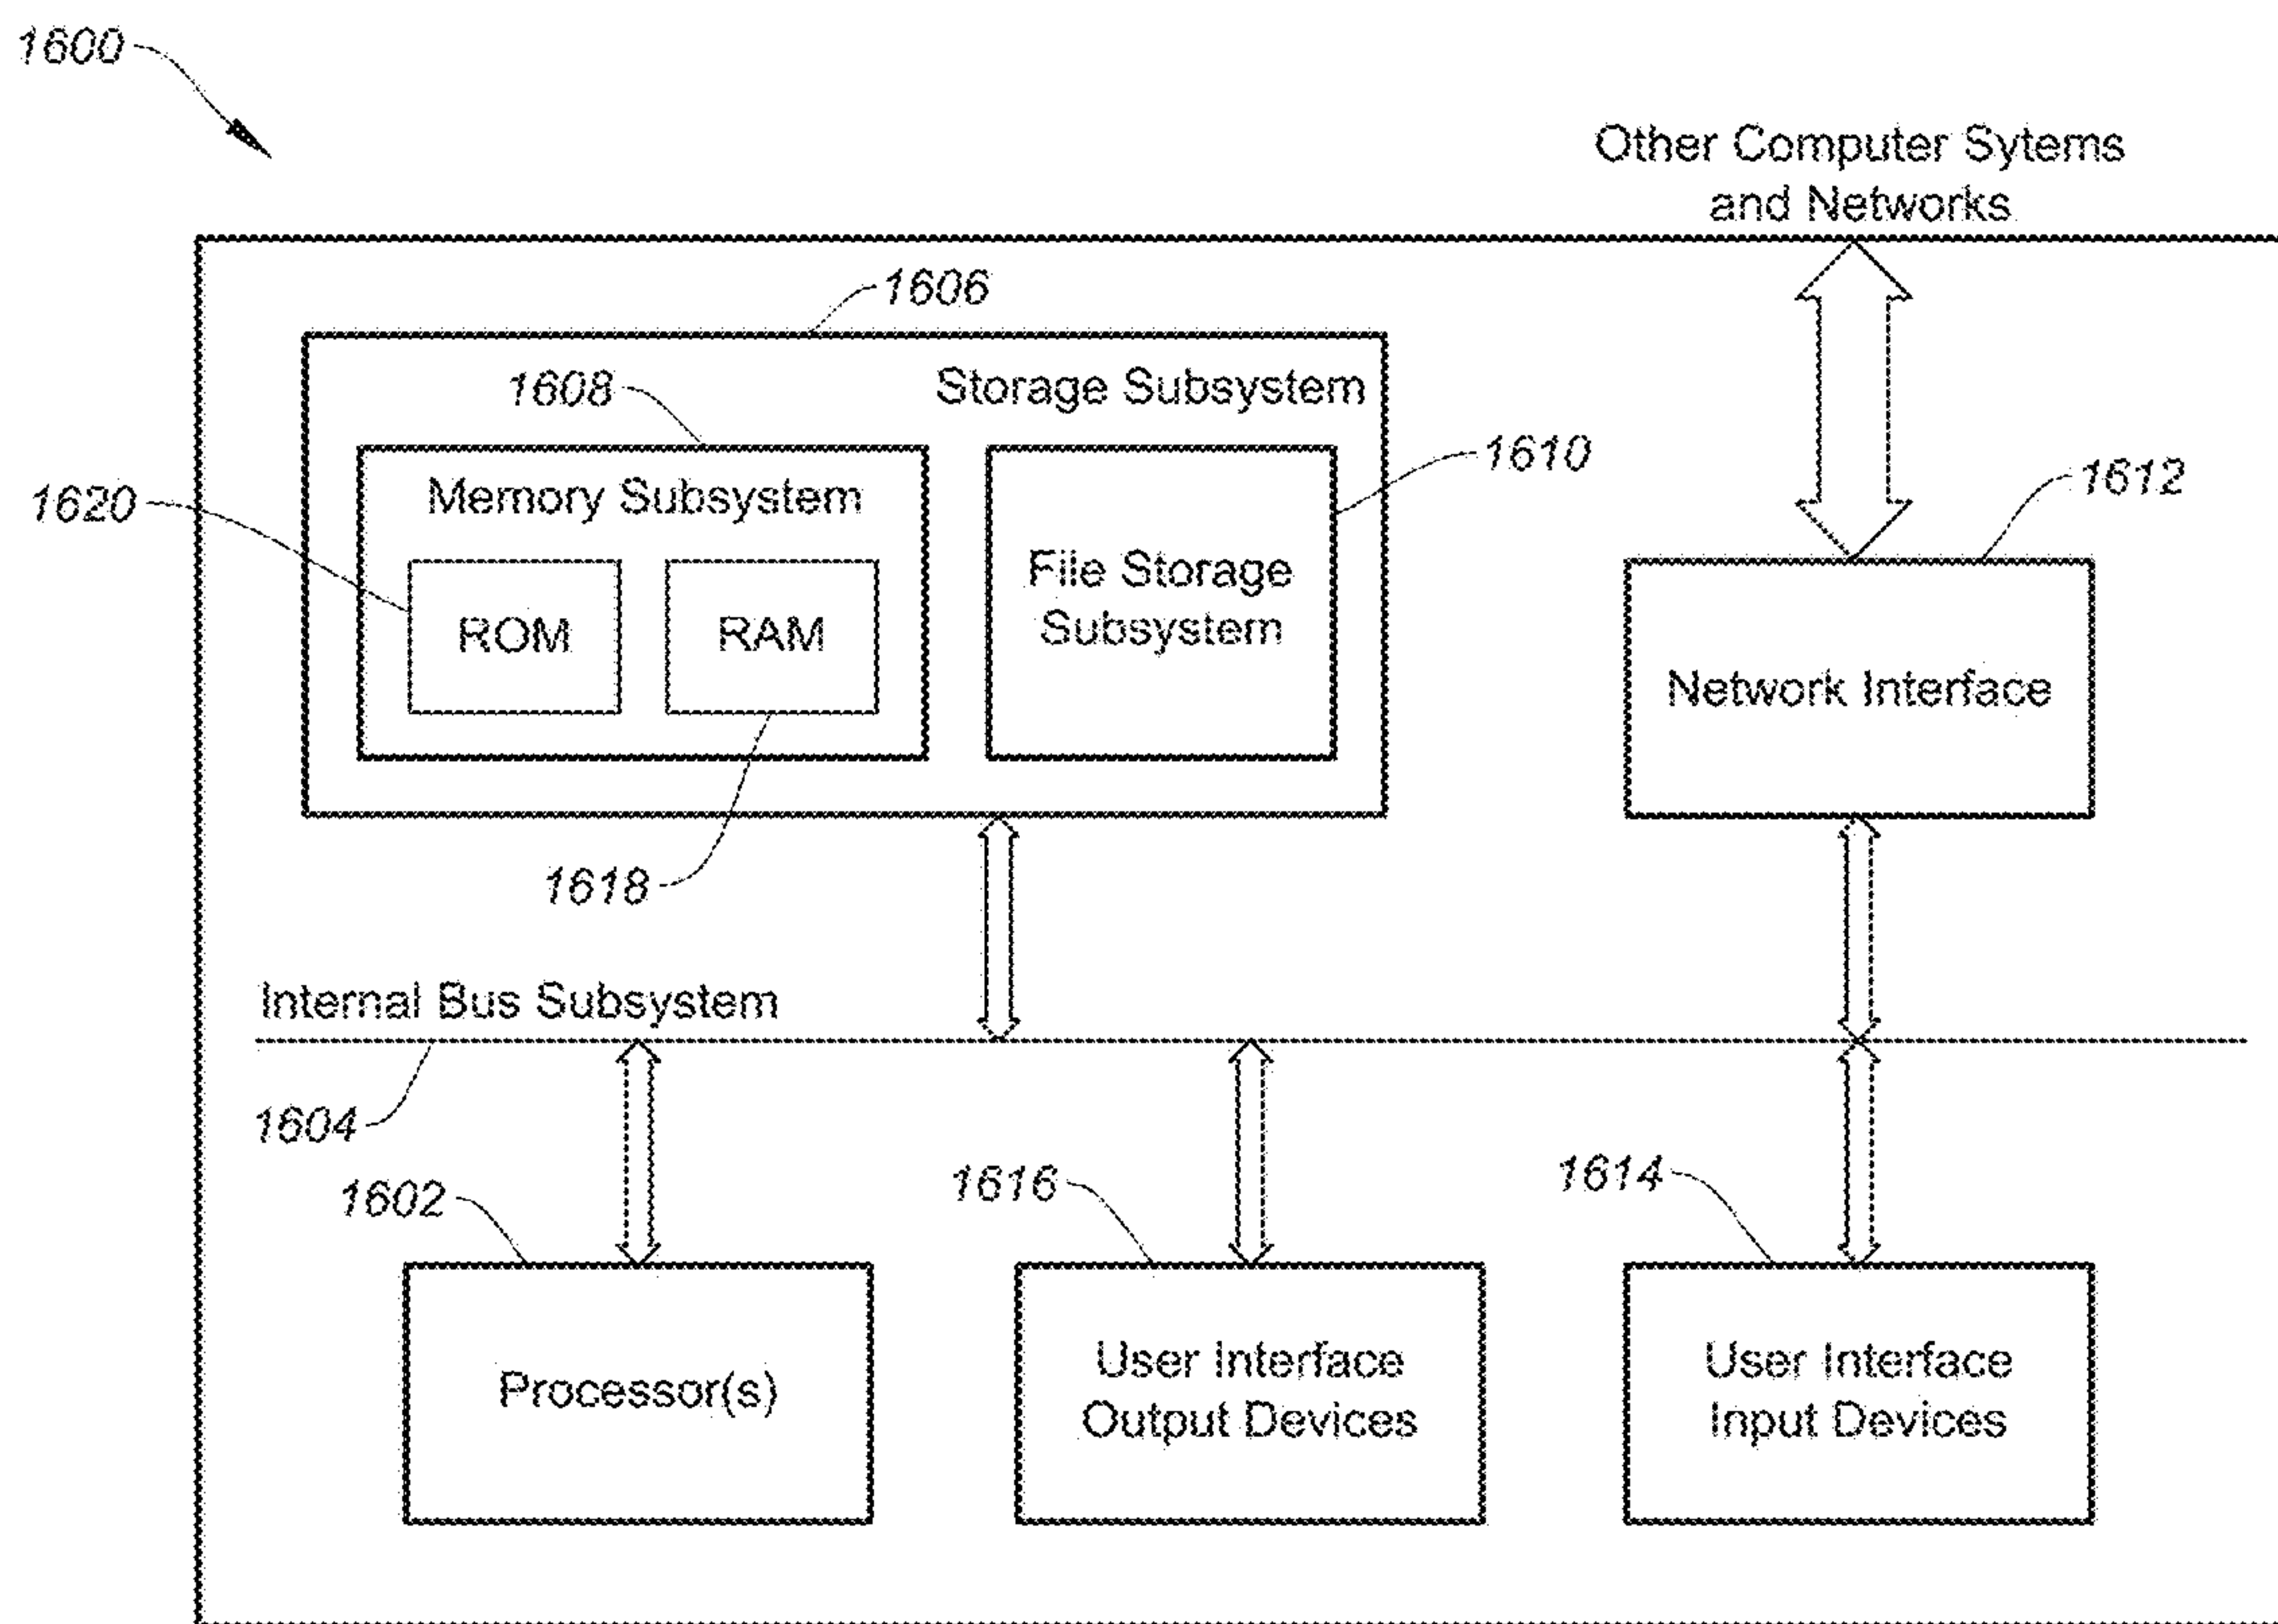 1600
Other Computer Sytems
and Networks
1606
Storage Subsystem
1608
1610
1612
1620
Memory Subsystem
File Storage
Subsystem
ROM
RAM
Network Interface
1618
Internal Bus Subsystem
1604
1602
1616
1614
Processor(s)
User Interface
Output Devices
User Interface
Input Devices